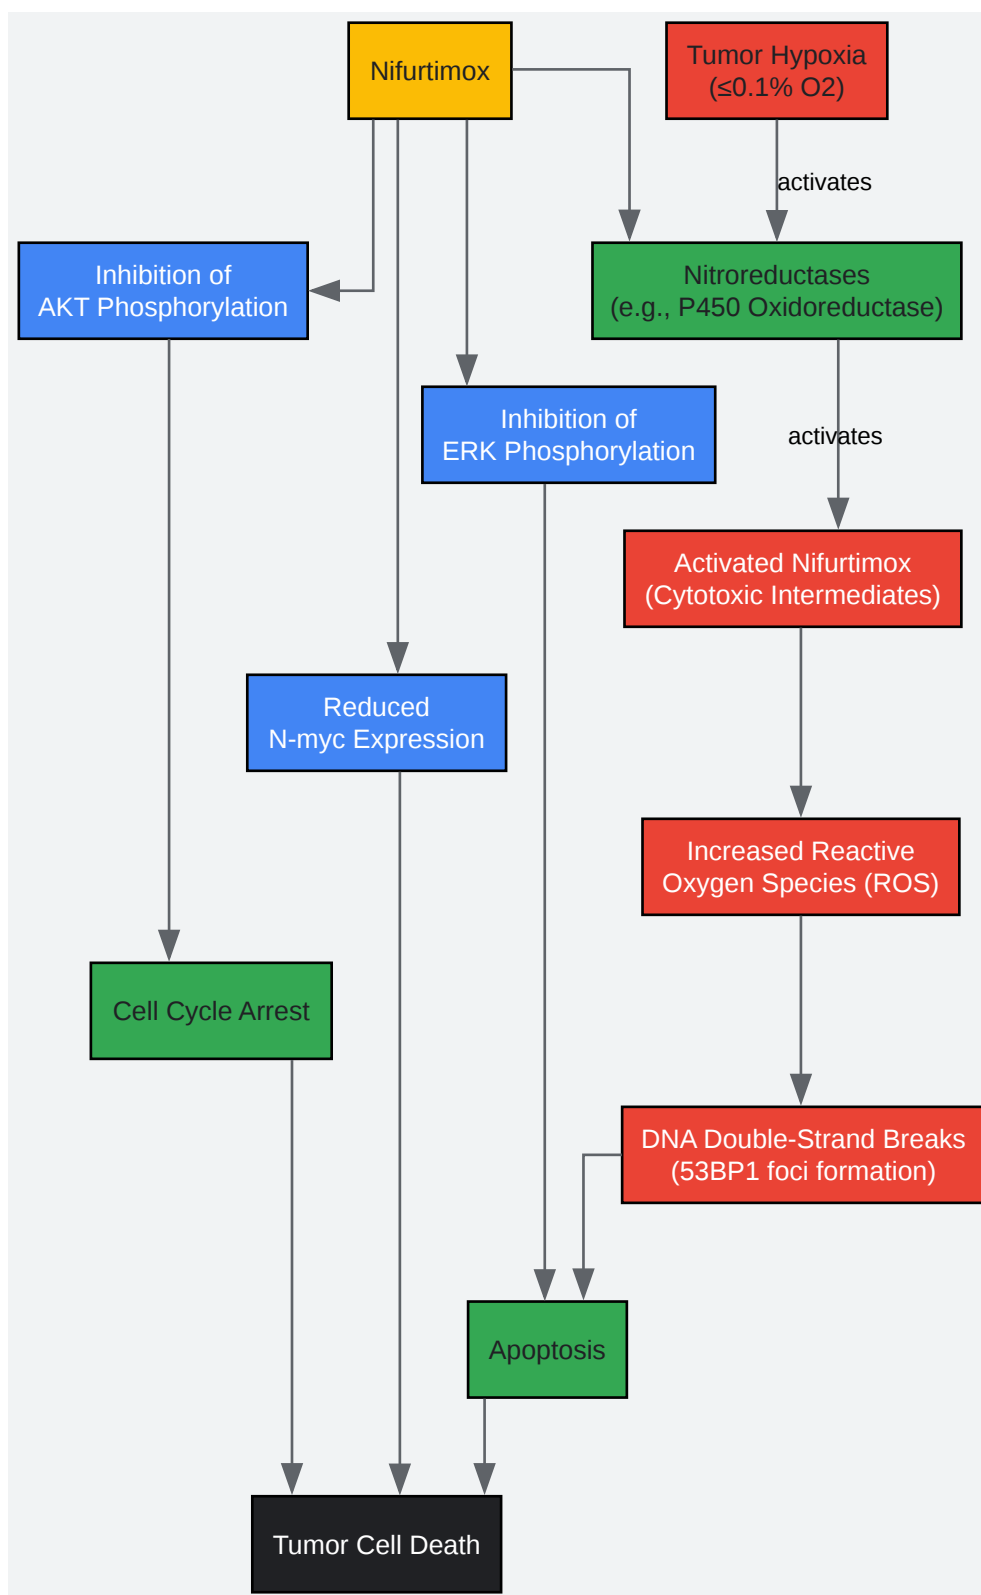 Nifurtimox
Tumor Hypoxia
(≤0.1% O2)
activates
Inhibition of
AKT Phosphorylation
Nitroreductases
(e.g., P450 Oxidoreductase)
Inhibition of
ERK Phosphorylation
activates
Activated Nifurtimox
(Cytotoxic Intermediates)
Reduced
N-myc Expression
Increased Reactive
Oxygen Species (ROS)
Cell Cycle Arrest
DNA Double-Strand Breaks
(53BP1 foci formation)
Apoptosis
Tumor Cell Death